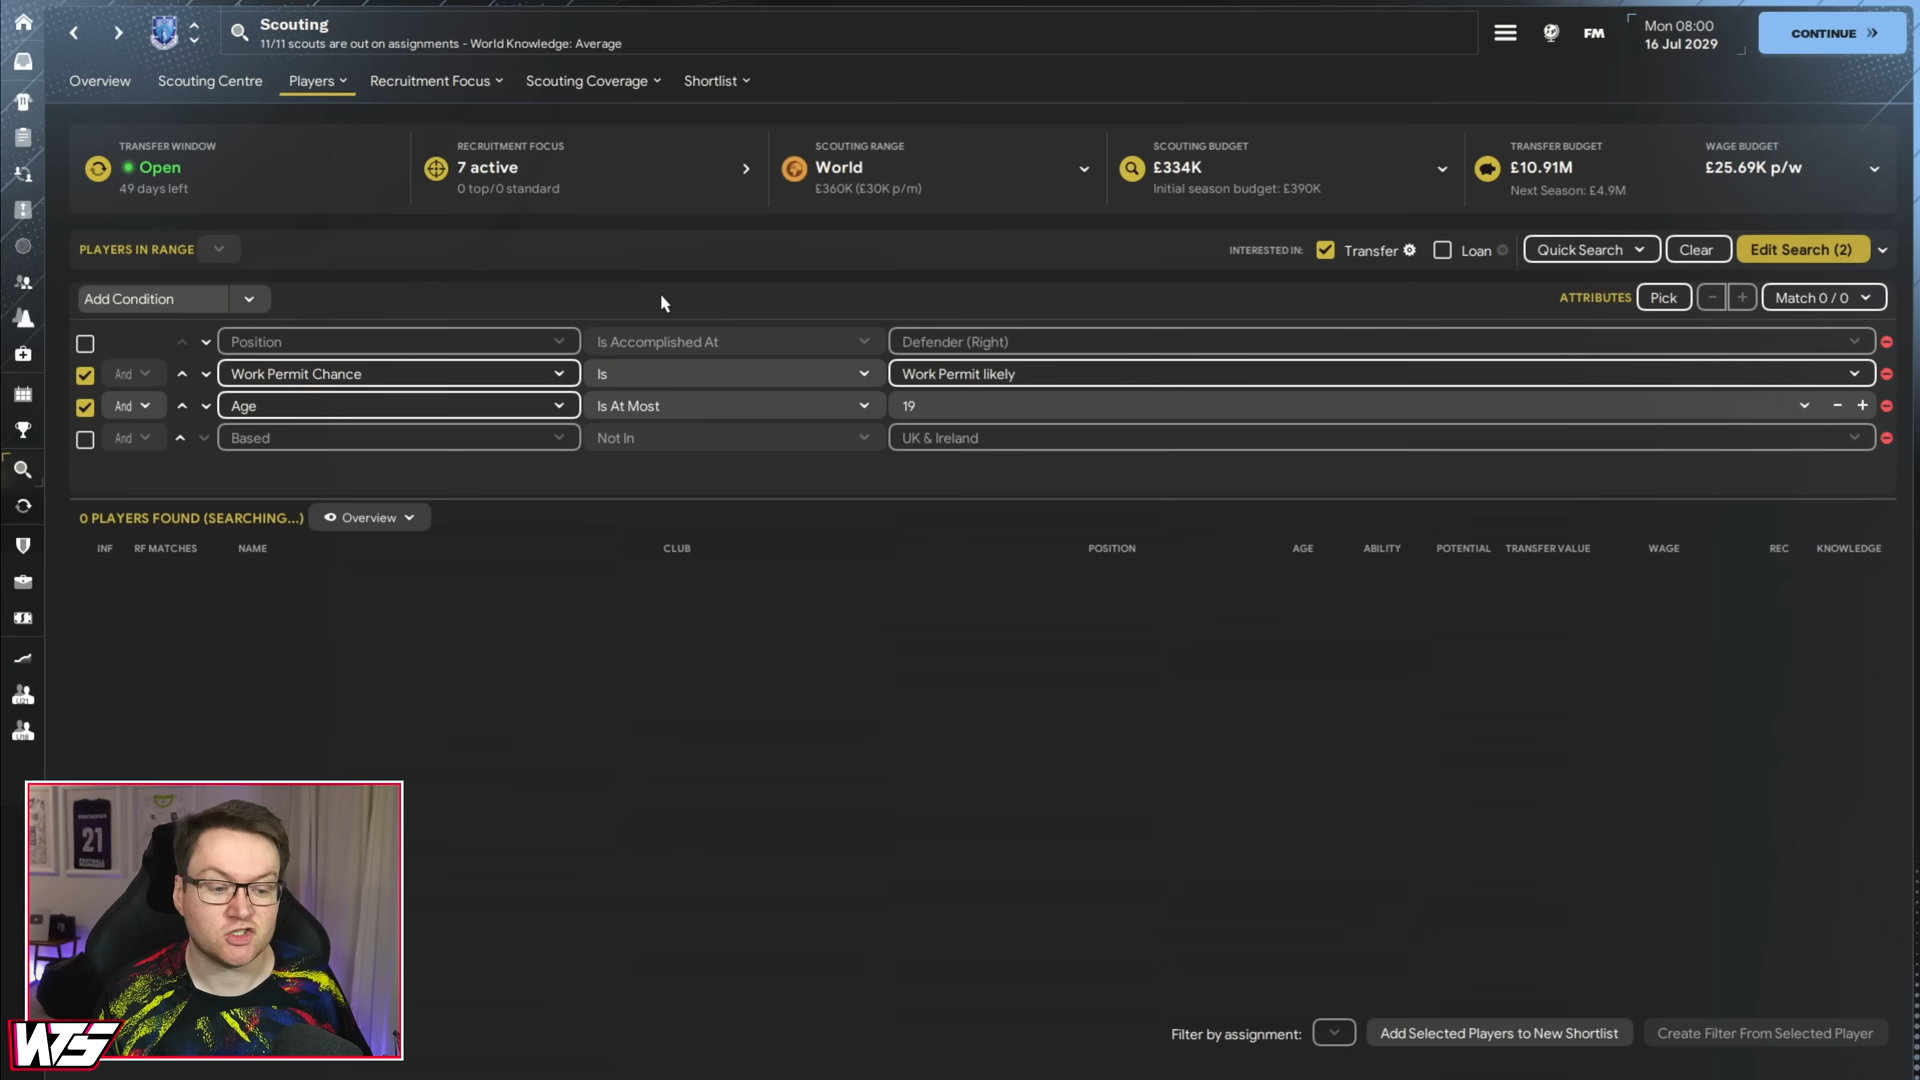 Scouting
11/11 scouts are out on assignments - World Knowledge: Average
FM
Mon 08:00
16 Jul 2029
CONTINUE
Overview
Scouting Centre
Players
Recruitment Focus
Scouting Coverage
Shortlist
TRANSFER WINDOW
Open
49 days left
RECRUITMENT FOCUS
7 active
0 top/0 standard
SCOUTING RANGE
World
£360K (£30K p/m)
SCOUTING BUDGET
£334K
Initial season budget: £390K
TRANSFER BUDGET
£10.91M
Next Season: £4.9M
WAGE BUDGET
£25.69K p/w
PLAYERS IN RANGE
INTERESTED IN:
Transfer
Loan
Quick Search
Clear
Edit Search (2)
Add Condition
ATTRIBUTES
Pick
Match 0 / 0
Position Is Accomplished At Defender (Right)
And Work Permit Chance Is Work Permit likely
And Age Is At Most 19
And Based Not In UK & Ireland
0 PLAYERS FOUND (SEARCHING...)
Overview
INF RF MATCHES NAME CLUB POSITION AGE ABILITY POTENTIAL TRANSFER VALUE WAGE REC KNOWLEDGE
U21
U18
21
FOOTBALL
WTS
Filter by assignment:
Add Selected Players to New Shortlist
Create Filter From Selected Player